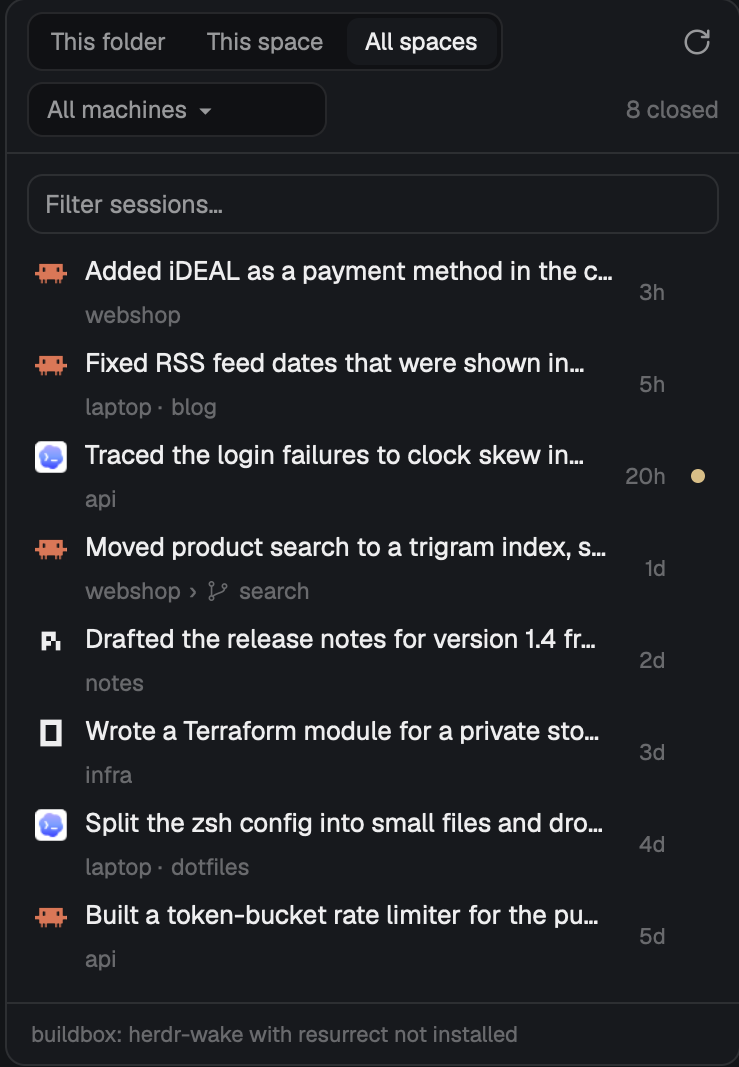 This folder This space All spaces
All machines 8 closed
Filter sessions…
Added iDEAL as a payment method in the c…
3h
webshop
Fixed RSS feed dates that were shown in…
5h
laptop · blog
Traced the login failures to clock skew in…
20h
api
Moved product search to a trigram index, s…
1d
webshop › search
Drafted the release notes for version 1.4 fr…
2d
notes
Wrote a Terraform module for a private sto…
3d
infra
Split the zsh config into small files and dro…
4d
laptop · dotfiles
Built a token-bucket rate limiter for the pu…
5d
api
buildbox: herdr-wake with resurrect not installed